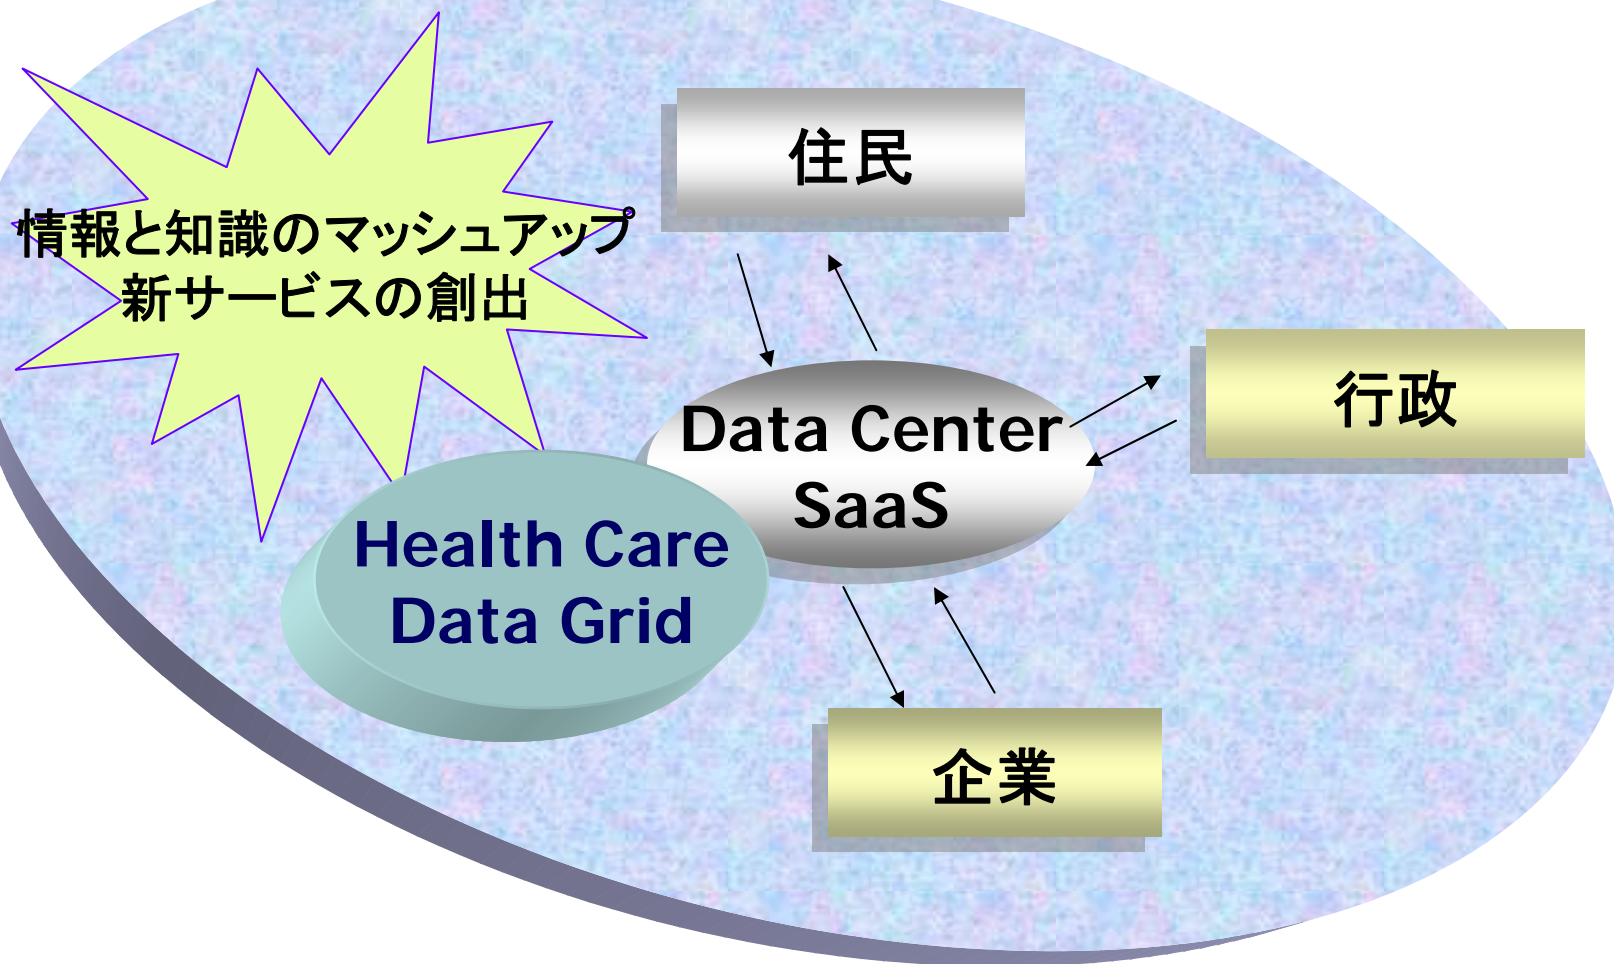 住民
情報と知識のマッシュアップ
新サービスの創出
行政
Data Center
SaaS
Health Care
Data Grid
企業